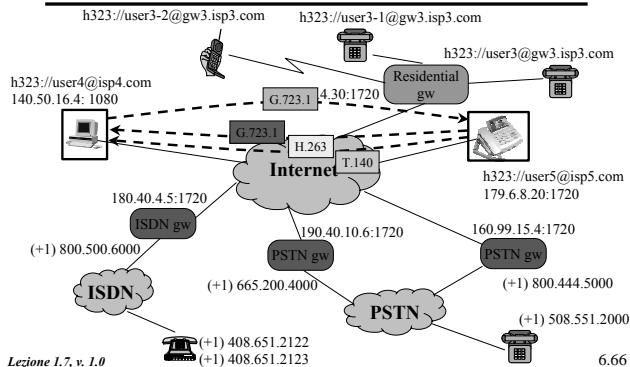 h323://user3-2@gw3.isp3.com
h323://user3-1@gw3.isp3.com
h323://user3@gw3.isp3.com
h323://user4@isp4.com
140.50.16.4: 1080
Residential
gw
G.723.1
4.30:1720
G.723.1
H.263
T.140
Internet
h323://user5@isp5.com
179.6.8.20:1720
180.40.4.5:1720
ISDN gw
190.40.10.6:1720
160.99.15.4:1720
PSTN gw
PSTN gw
(+1) 800.500.6000
(+1) 665.200.4000
(+1) 800.444.5000
ISDN
PSTN
(+1) 508.551.2000
(+1) 408.651.2122
(+1) 408.651.2123
Lezione 1.7, v. 1.0
6.66